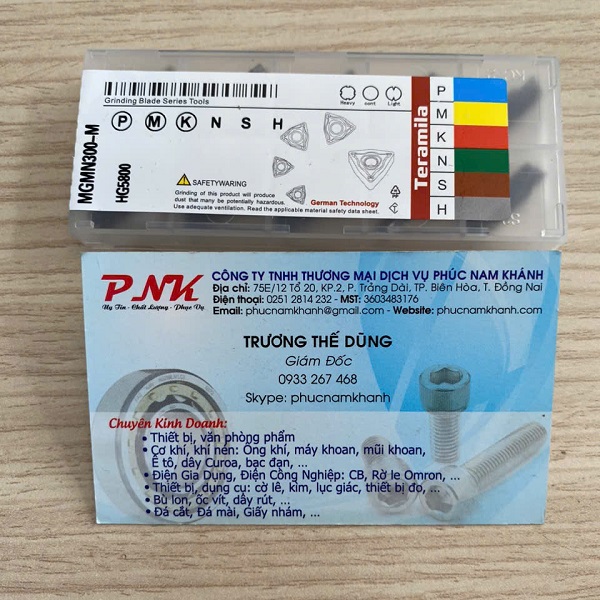 Grinding Blade Series Tools
Heavy cont Light
P M K N S H
MGMN300-M
HG5800
SAFETYWARING
Grinding of this product will produce
dust that many be potentially hazardous.
Use adequate ventilation. Read the applicable material safety data sheet.
German Technology
PP
Teramila
P
M
K
N
S
H
PNK
Uy Tín - Chất Lượng - Phục Vụ
CÔNG TY TNHH THƯƠNG MẠI DỊCH VỤ PHÚC NAM KHÁNH
Địa chỉ: 75E/12 Tổ 20, KP.2, P. Trảng Dài, TP. Biên Hòa, T. Đồng Nai
Điện thoại: 0251 2814 232 - MST: 3603483176
Email: phucnamkhanh@gmail.com - Website: phucnamkhanh.com
TRƯƠNG THẾ DŨNG
Giám Đốc
0933 267 468
Skype: phucnamkhanh
Chuyên Kinh Doanh:
• Thiết bị, văn phòng phẩm
• Cơ khí, khí nén: Ống khí, máy khoan, mũi khoan,
Ê tô, dây Curoa, bạc đạn, ...
• Điện Gia Dụng, Điện Công Nghiệp: CB, Rờ le Omron, ...
• Thiết bị, dụng cụ: cờ lê, kìm, lục giác, thiết bị đo, ...
• Bù lon, ốc vít, dây rút, ...
• Đá cắt, Đá mài, Giấy nhám, ...